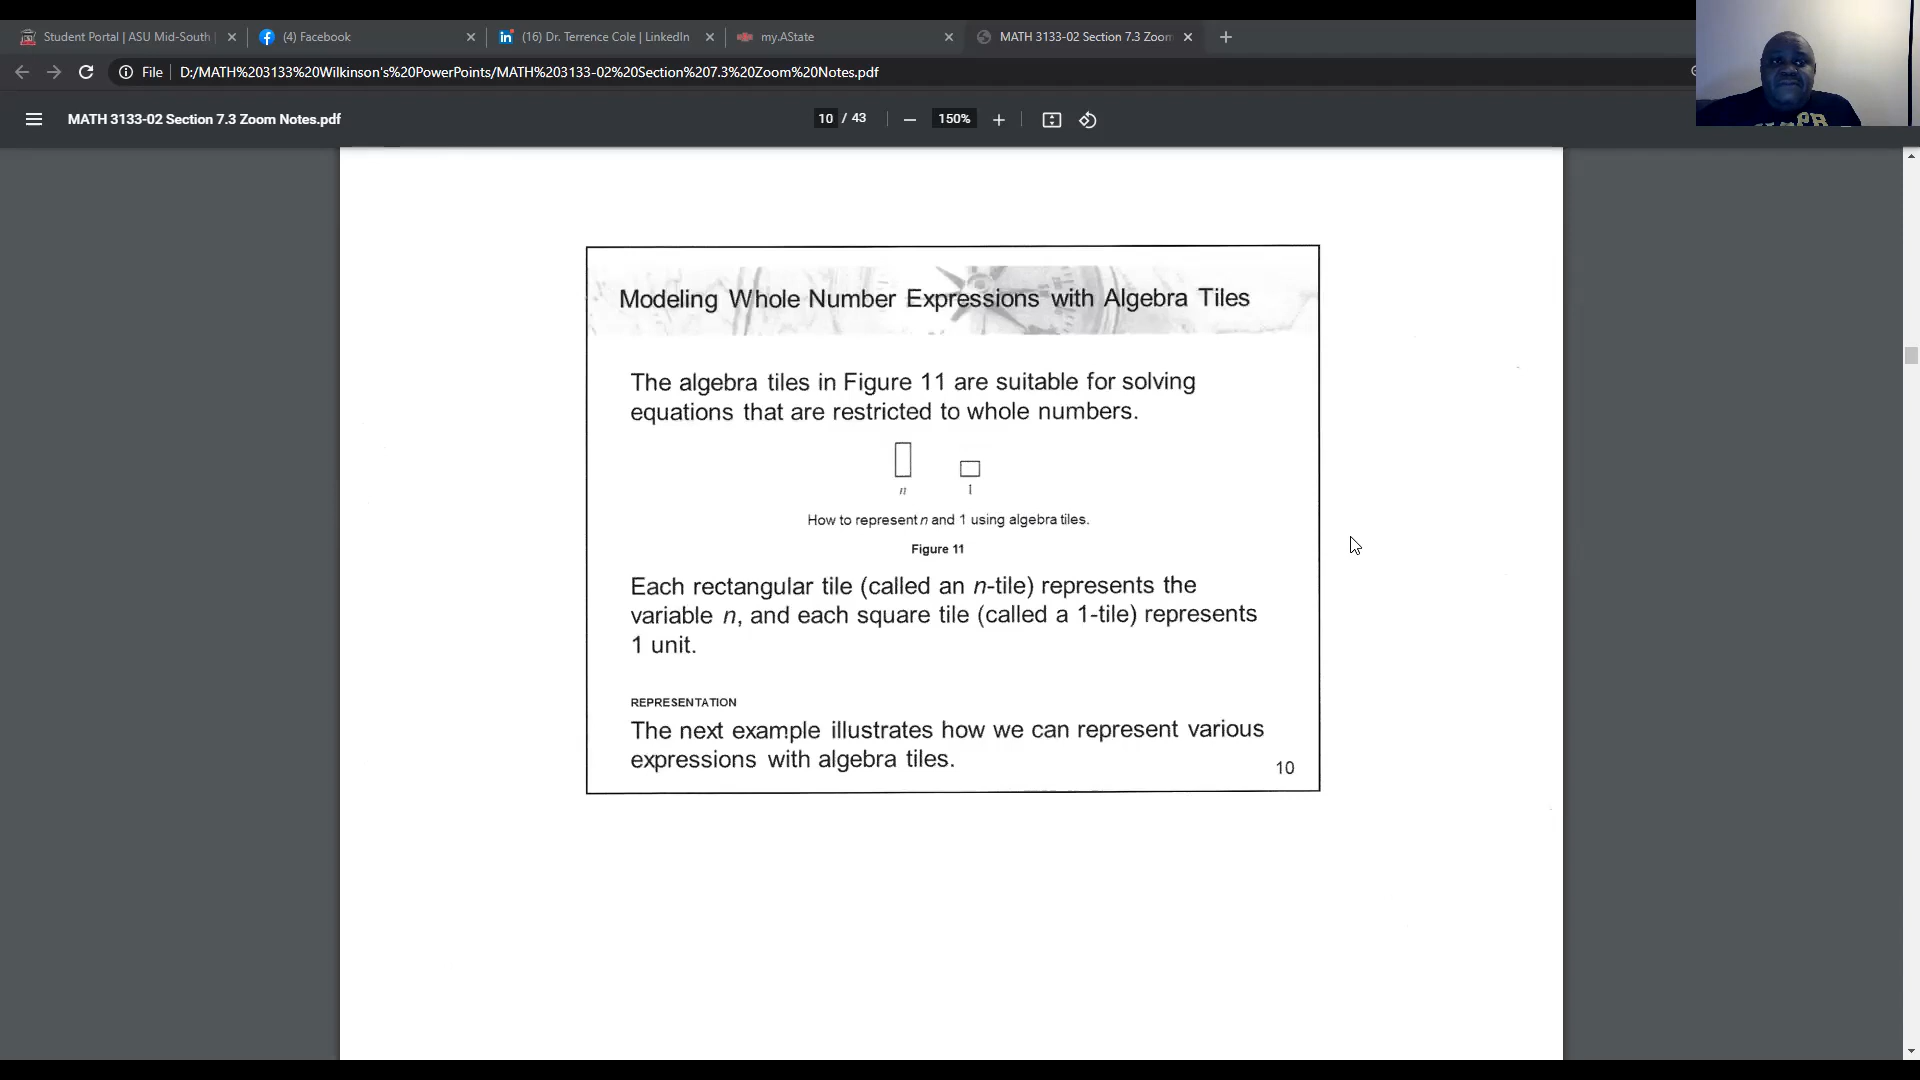 Student Portal | ASU Mid-South |
(4) Facebook
(16) Dr. Terrence Cole | LinkedIn
my.AState
MATH 3133-02 Section 7.3 Zoom
File
D:/MATH%203133%20Wilkinson's%20PowerPoints/MATH%203133-02%20Section%207.3%20Zoom%20Notes.pdf
MATH 3133-02 Section 7.3 Zoom Notes.pdf
10 / 43
150%
Modeling Whole Number Expressions with Algebra Tiles
The algebra tiles in Figure 11 are suitable for solving
equations that are restricted to whole numbers.
n 1
How to represent n and 1 using algebra tiles.
Figure 11
Each rectangular tile (called an n-tile) represents the
variable n, and each square tile (called a 1-tile) represents
1 unit.
REPRESENTATION
The next example illustrates how we can represent various
expressions with algebra tiles.
10